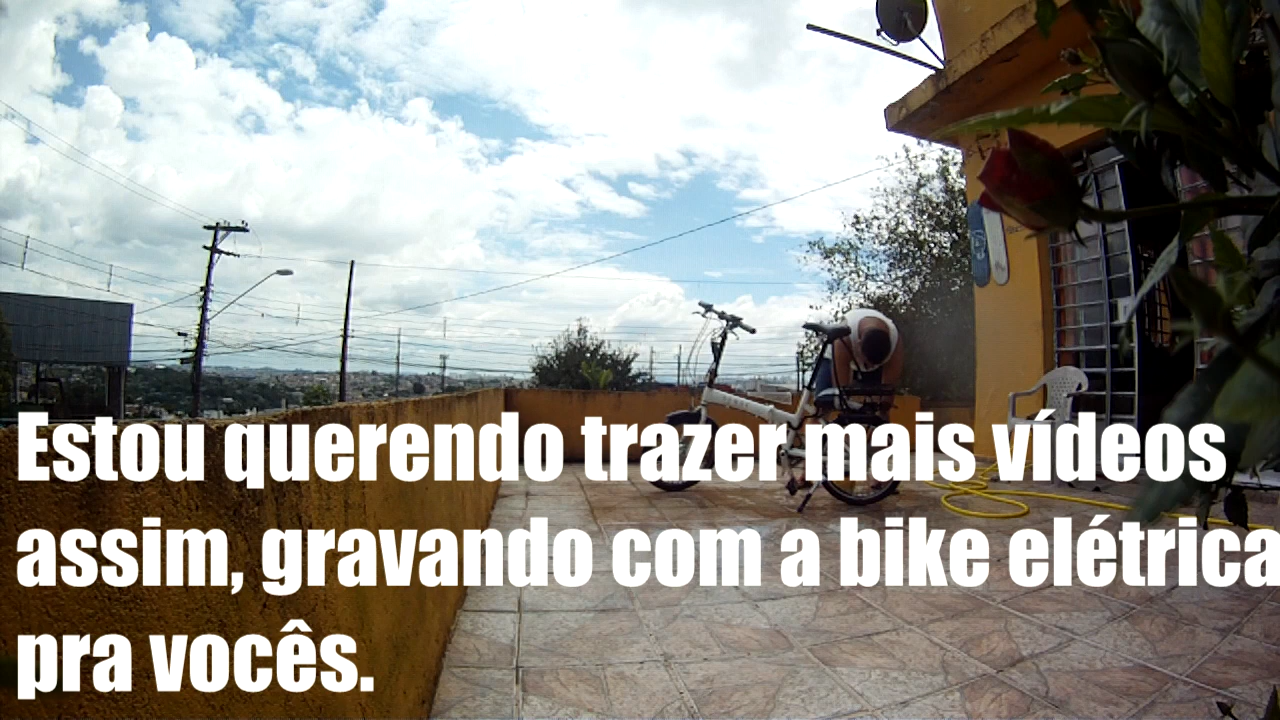 Estou querendo trazer mais vídeos
assim, gravando com a bike elétrica
pra vocês.